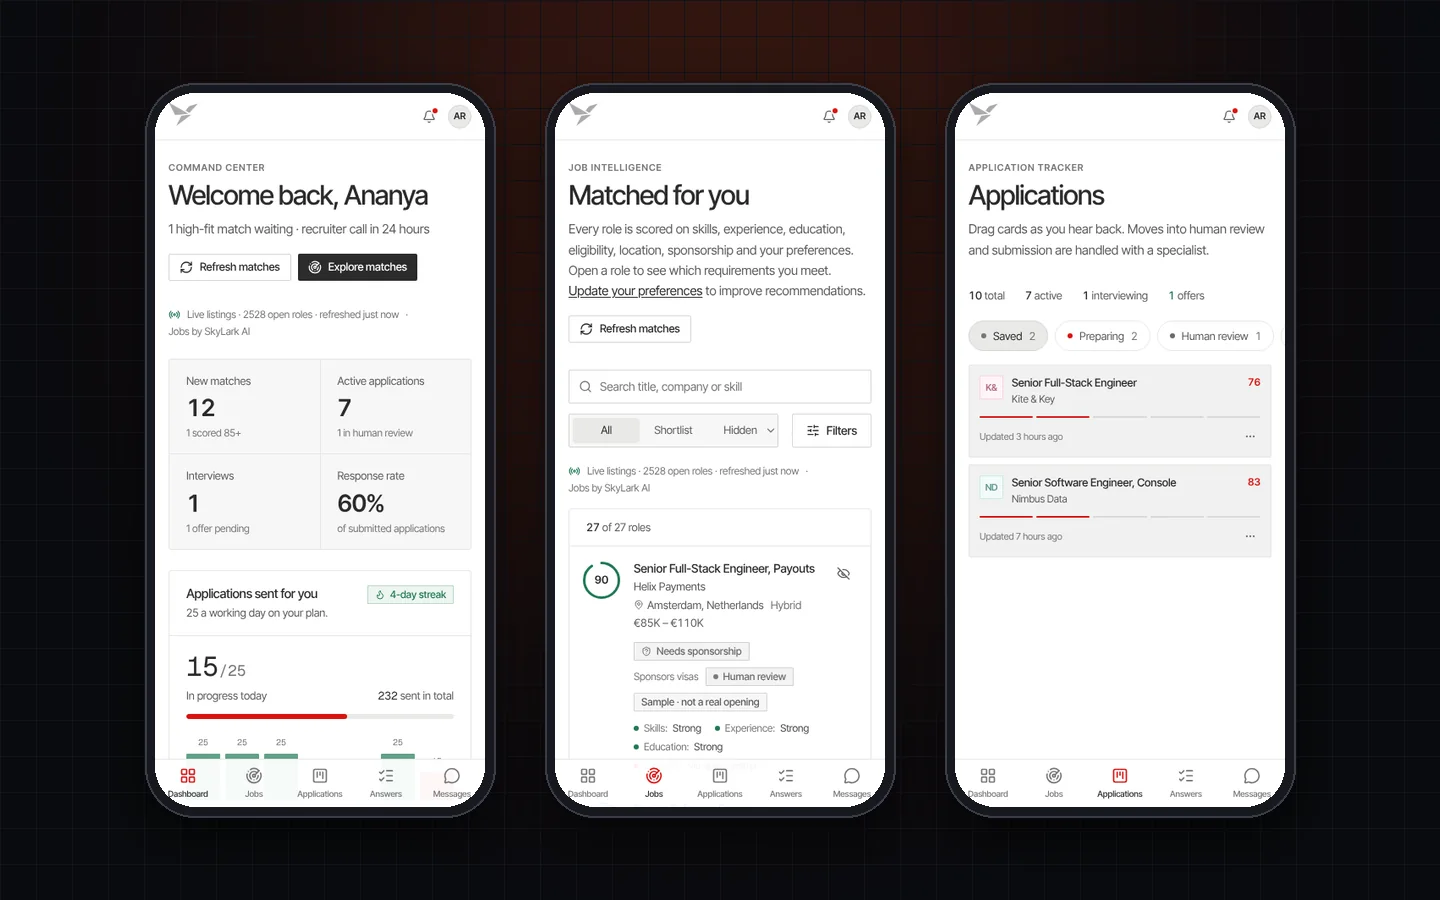 AR
COMMAND CENTER
Welcome back, Ananya
1 high-fit match waiting · recruiter call in 24 hours
Refresh matches
Explore matches
Live listings · 2528 open roles · refreshed just now ·
Jobs by SkyLark AI
New matches
12
1 scored 85+
Active applications
7
1 in human review
Interviews
1
1 offer pending
Response rate
60%
of submitted applications
Applications sent for you
4-day streak
25 a working day on your plan.
15/25
In progress today
232 sent in total
25 25 25 25
Dashboard Jobs Applications Answers Messages
AR
JOB INTELLIGENCE
Matched for you
Every role is scored on skills, experience, education,
eligibility, location, sponsorship and your preferences.
Open a role to see which requirements you meet.
Update your preferences to improve recommendations.
Refresh matches
Search title, company or skill
All Shortlist Hidden
Filters
Live listings · 2528 open roles · refreshed just now ·
Jobs by SkyLark AI
27 of 27 roles
90
Senior Full-Stack Engineer, Payouts
Helix Payments
Amsterdam, Netherlands Hybrid
€85K – €110K
Needs sponsorship
Sponsors visas
Human review
Sample · not a real opening
Skills: Strong Experience: Strong
Education: Strong
Dashboard Jobs Applications Answers Messages
AR
APPLICATION TRACKER
Applications
Drag cards as you hear back. Moves into human review
and submission are handled with a specialist.
10 total 7 active 1 interviewing 1 offers
Saved 2 Preparing 2 Human review 1
K&
Senior Full-Stack Engineer
76
Kite & Key
Updated 3 hours ago
ND
Senior Software Engineer, Console
83
Nimbus Data
Updated 7 hours ago
Dashboard Jobs Applications Answers Messages